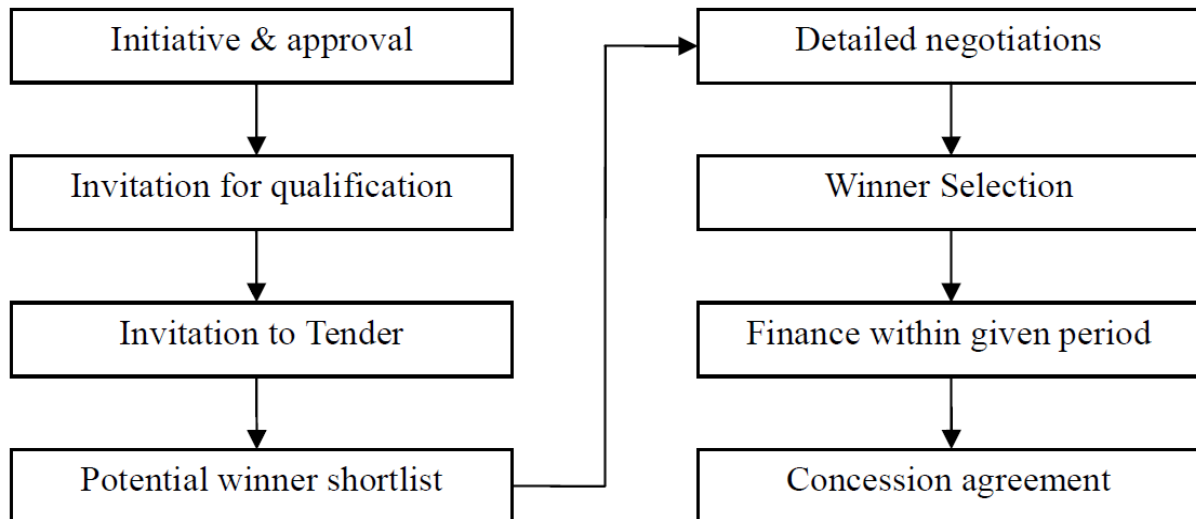 Initiative & approval
Invitation for qualification
Invitation to Tender
Potential winner shortlist
Detailed negotiations
Winner Selection
Finance within given period
Concession agreement